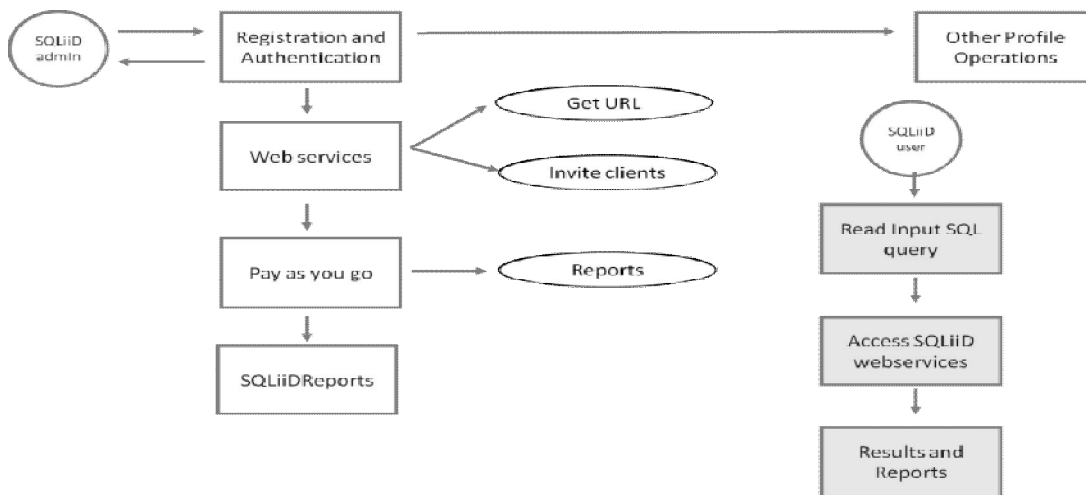 SQLiiD
admin
Registration and
Authentication
Other Profile
Operations
Get URL
Web services
Invite clients
SQLiiD
user
Read Input SQL
query
Pay as you go
Reports
Access SQLiiD
webservices
SQLiiDReports
Results and
Reports